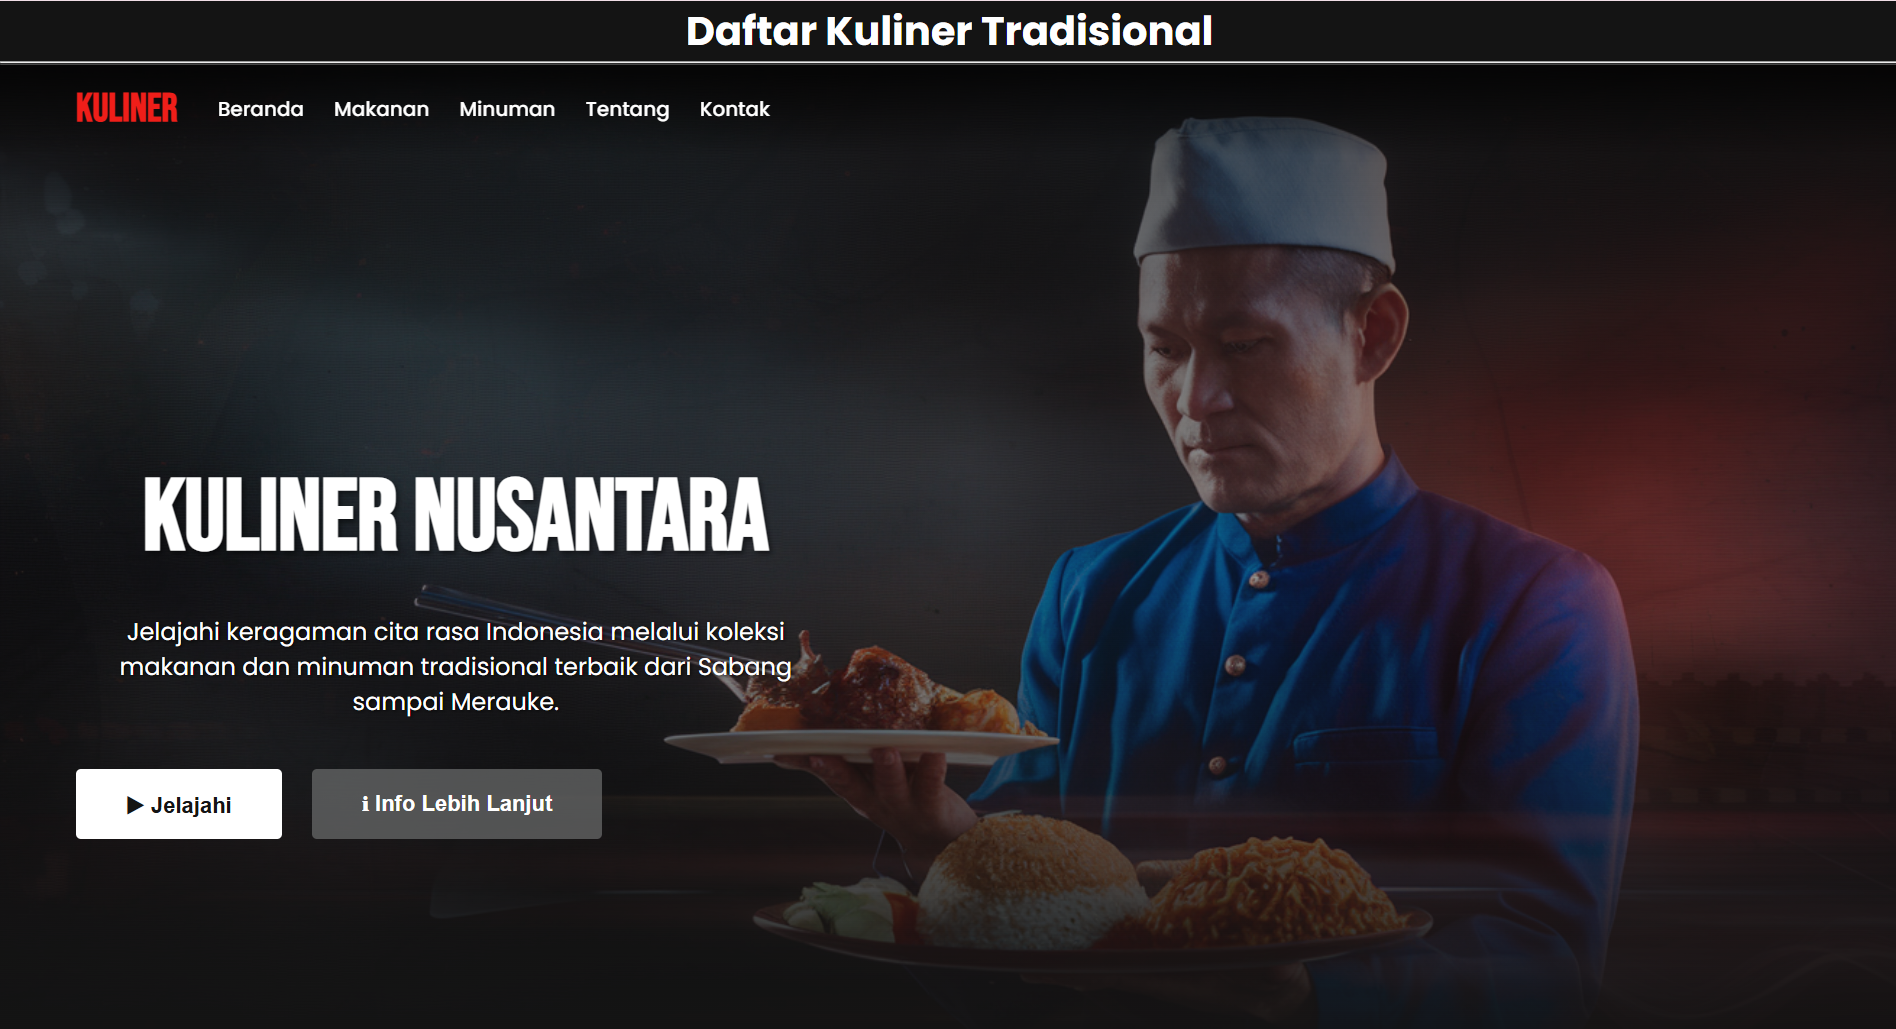 Daftar Kuliner Tradisional
KULINER Beranda Makanan Minuman Tentang Kontak
KULINER NUSANTARA
Jelajahi keragaman cita rasa Indonesia melalui koleksi
makanan dan minuman tradisional terbaik dari Sabang
sampai Merauke.
▶ Jelajahi ℹ Info Lebih Lanjut